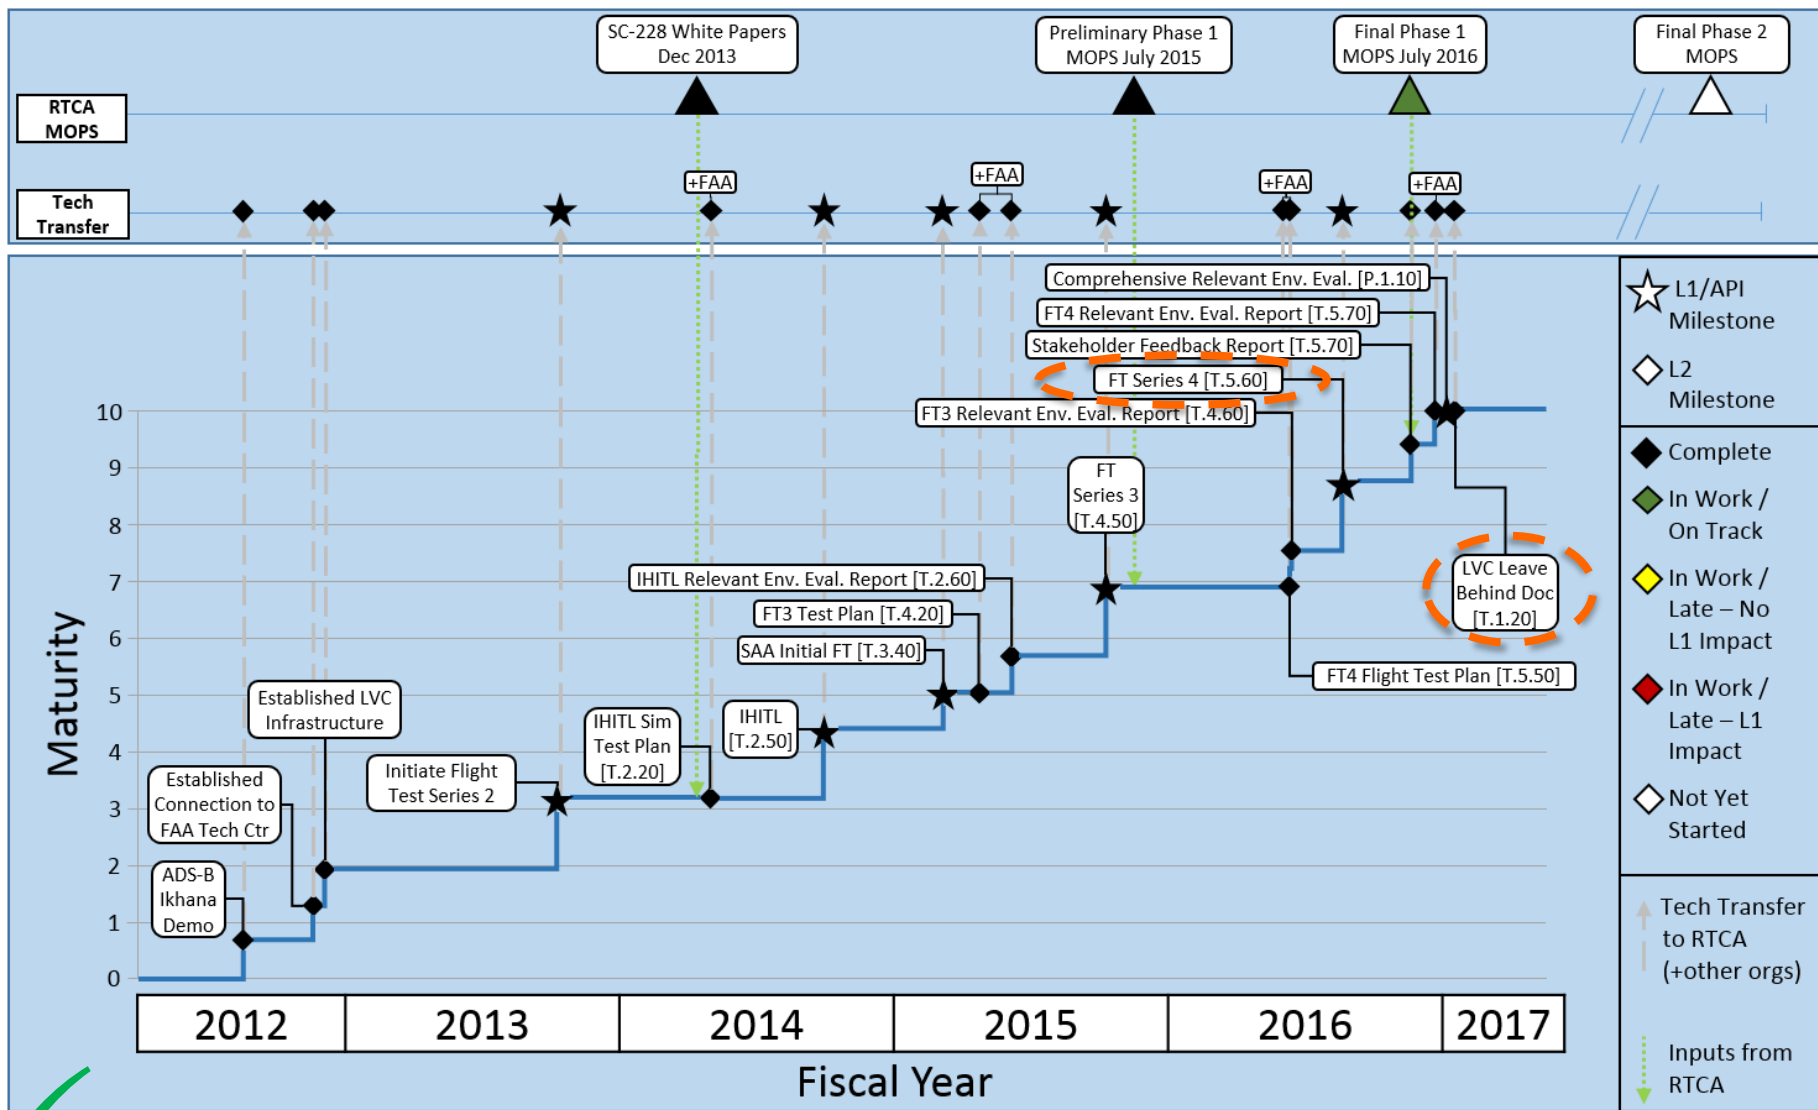 SC-228 White Papers
Dec 2013
Preliminary Phase 1
MOPS July 2015
Final Phase 1
MOPS July 2016
Final Phase 2
MOPS
RTCA
MOPS
+FAA
+FAA
+FAA
+FAA
Tech
Transfer
Comprehensive Relevant Env. Eval. [P.1.10]
FT4 Relevant Env. Eval. Report [T.5.70]
Stakeholder Feedback Report [T.5.70]
FT Series 4 [T.5.60]
FT3 Relevant Env. Eval. Report [T.4.60]
FT
Series 3
[T.4.50]
IHITL Relevant Env. Eval. Report [T.2.60]
FT3 Test Plan [T.4.20]
SAA Initial FT [T.3.40]
LVC Leave
Behind Doc
[T.1.20]
FT4 Flight Test Plan [T.5.50]
Established LVC
Infrastructure
IHITL Sim
Test Plan
[T.2.20]
IHITL
[T.2.50]
Initiate Flight
Test Series 2
Established
Connection to
FAA Tech Ctr
ADS-B
Ikhana
Demo
Maturity
10
9
8
7
6
5
4
3
2
1
0
2012
2013
2014
2015
2016
2017
Fiscal Year
L1/API
Milestone
L2
Milestone
Complete
In Work /
On Track
In Work /
Late – No
L1 Impact
In Work /
Late – L1
Impact
Not Yet
Started
Tech Transfer
to RTCA
(+other orgs)
Inputs from
RTCA